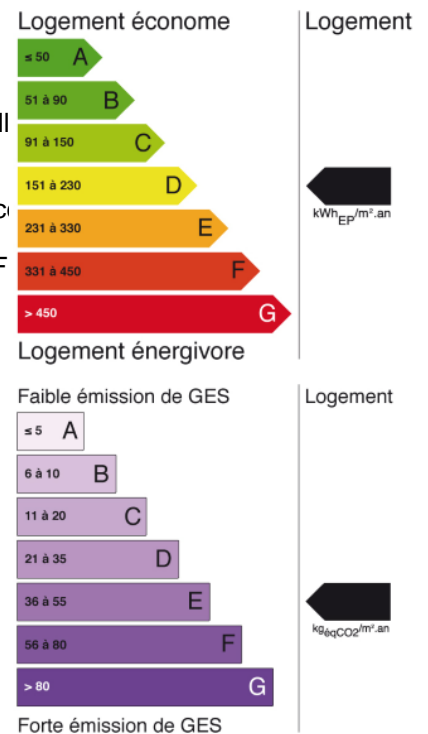 Logement économe
Logement
≤ 50 A
51 à 90 B
91 à 150 C
151 à 230 D
kWhEP/m².an
231 à 330 E
331 à 450 F
> 450 G
Logement énergivore
Faible émission de GES
Logement
≤ 5 A
6 à 10 B
11 à 20 C
21 à 35 D
36 à 55 E
kgéqCO2/m².an
56 à 80 F
> 80 G
Forte émission de GES